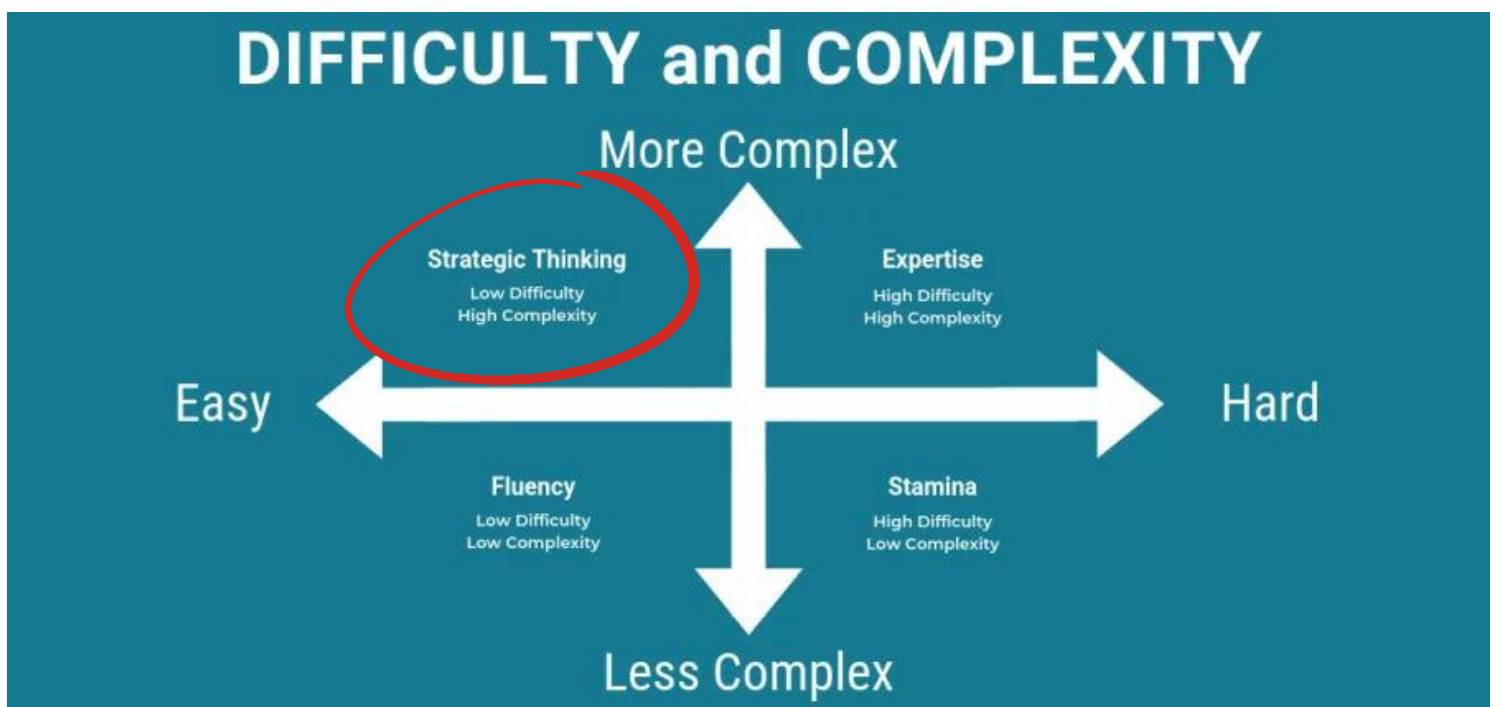 DIFFICULTY and COMPLEXITY
More Complex
Strategic Thinking
Low Difficulty
High Complexity
Expertise
High Difficulty
High Complexity
Easy
Hard
Fluency
Low Difficulty
Low Complexity
Stamina
High Difficulty
Low Complexity
Less Complex